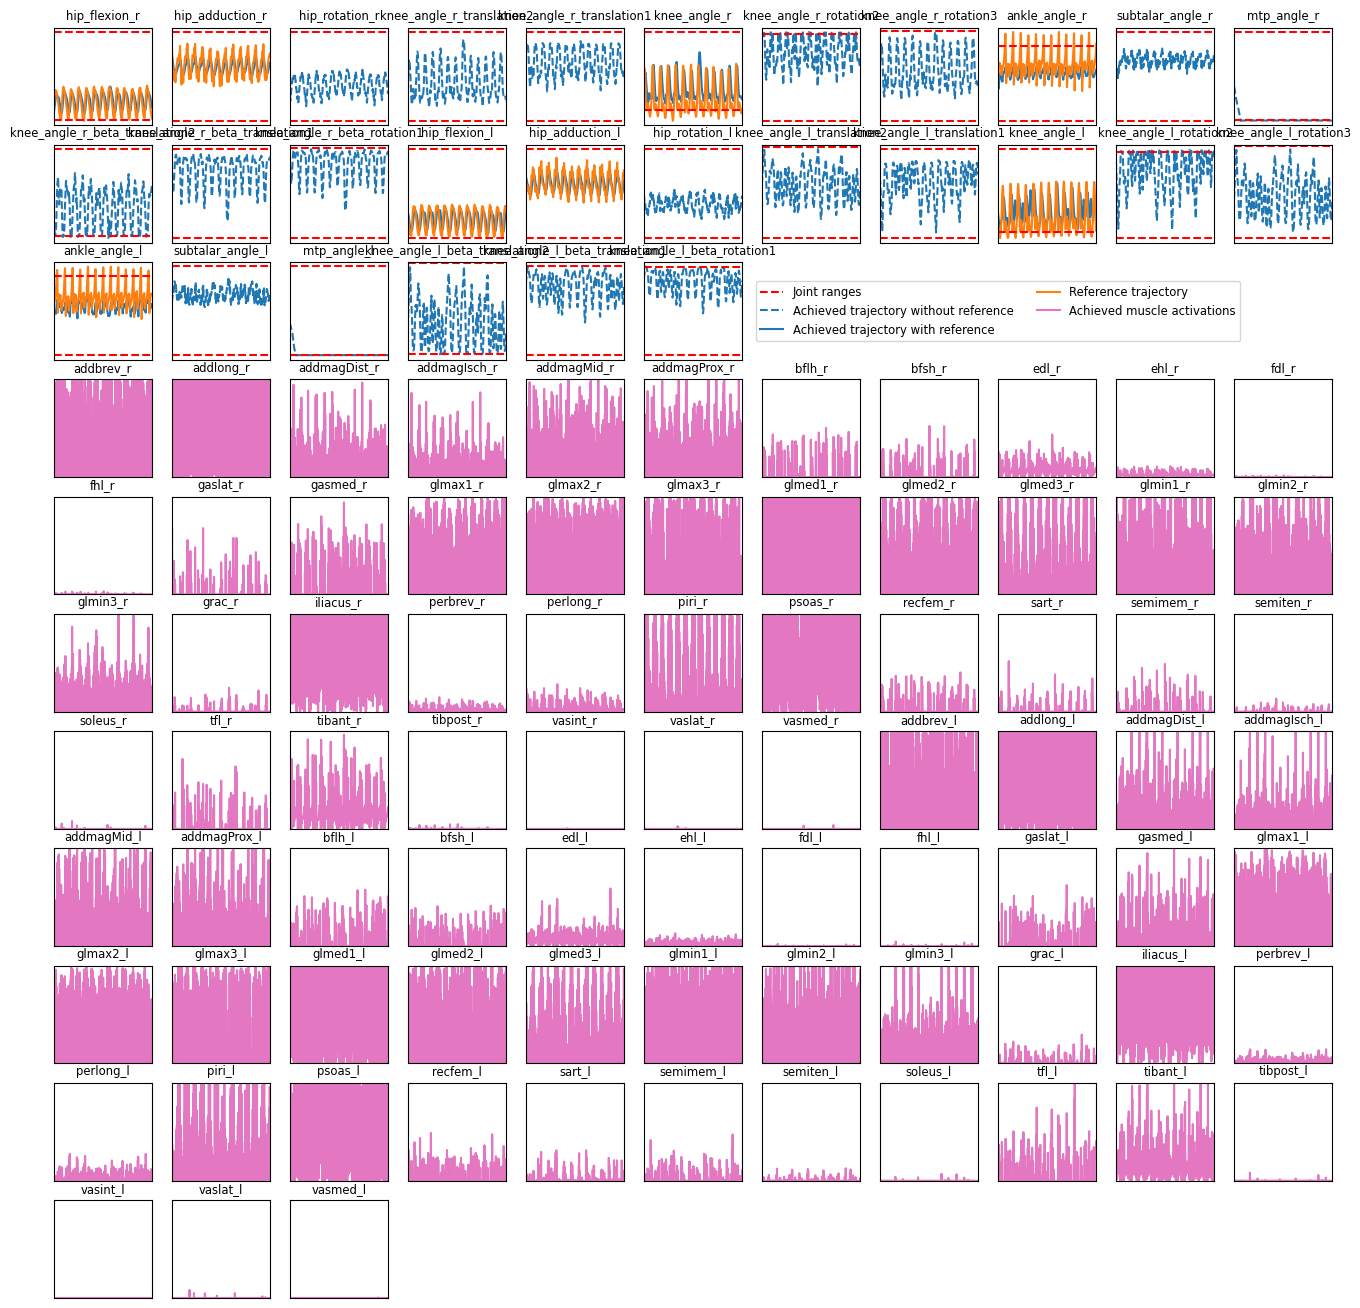 hip_flexion_r
hip_adduction_r
hip_rotation_r
knee_angle_r_translation2
knee_angle_r_translation1
knee_angle_r
knee_angle_r_rotation2
knee_angle_r_rotation3
ankle_angle_r
subtalar_angle_r
mtp_angle_r
knee_angle_r_beta_translation2
knee_angle_r_beta_translation1
knee_angle_r_beta_rotation1
hip_flexion_l
hip_adduction_l
hip_rotation_l
knee_angle_l_translation2
knee_angle_l_translation1
knee_angle_l
knee_angle_l_rotation2
knee_angle_l_rotation3
ankle_angle_l
subtalar_angle_l
mtp_angle_l
knee_angle_l_beta_translation2
knee_angle_l_beta_translation1
knee_angle_l_beta_rotation1
Joint ranges
Achieved trajectory without reference
Achieved trajectory with reference
Reference trajectory
Achieved muscle activations
addbrev_r
addlong_r
addmagDist_r
addmagIsch_r
addmagMid_r
addmagProx_r
bflh_r
bfsh_r
edl_r
ehl_r
fdl_r
fhl_r
gaslat_r
gasmed_r
glmax1_r
glmax2_r
glmax3_r
glmed1_r
glmed2_r
glmed3_r
glmin1_r
glmin2_r
glmin3_r
grac_r
iliacus_r
perbrev_r
perlong_r
piri_r
psoas_r
recfem_r
sart_r
semimem_r
semiten_r
soleus_r
tfl_r
tibant_r
tibpost_r
vasint_r
vaslat_r
vasmed_r
addbrev_l
addlong_l
addmagDist_l
addmagIsch_l
addmagMid_l
addmagProx_l
bflh_l
bfsh_l
edl_l
ehl_l
fdl_l
fhl_l
gaslat_l
gasmed_l
glmax1_l
glmax2_l
glmax3_l
glmed1_l
glmed2_l
glmed3_l
glmin1_l
glmin2_l
glmin3_l
grac_l
iliacus_l
perbrev_l
perlong_l
piri_l
psoas_l
recfem_l
sart_l
semimem_l
semiten_l
soleus_l
tfl_l
tibant_l
tibpost_l
vasint_l
vaslat_l
vasmed_l